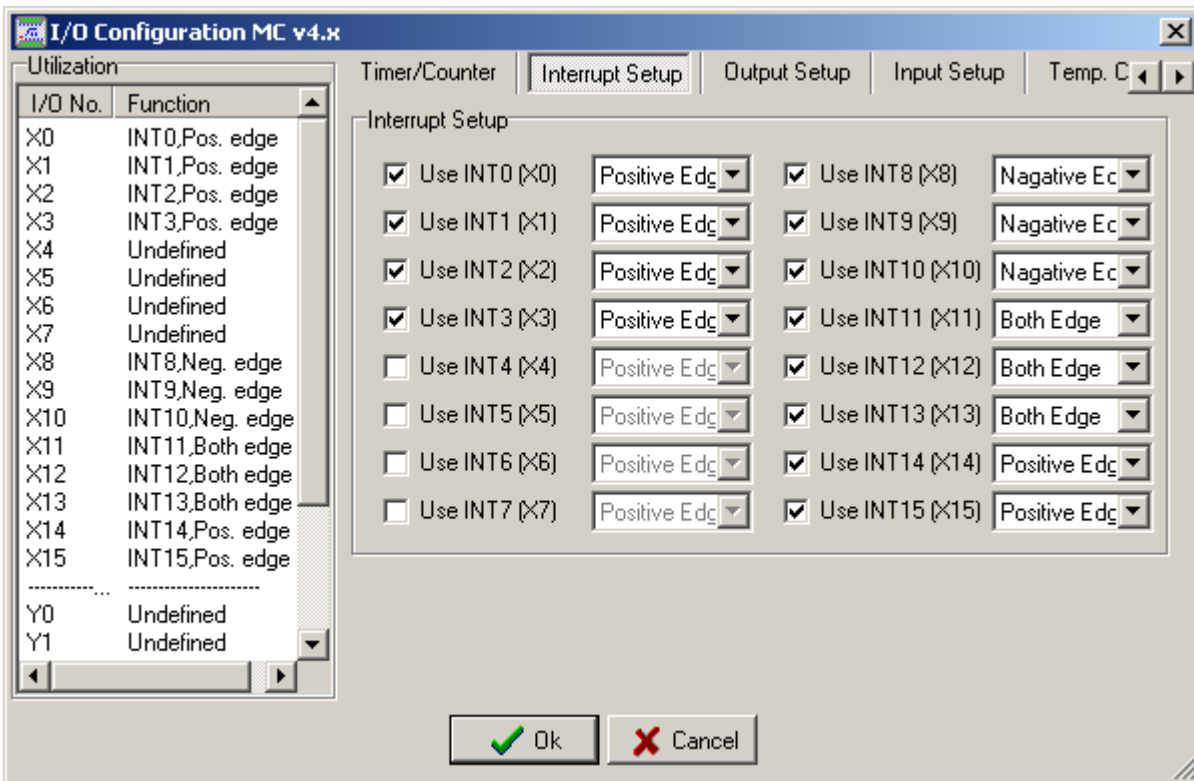 I/O Configuration MC v4.x
Utilization
I/O No. Function
X0 INT0,Pos. edge
X1 INT1,Pos. edge
X2 INT2,Pos. edge
X3 INT3,Pos. edge
X4 Undefined
X5 Undefined
X6 Undefined
X7 Undefined
X8 INT8,Neg. edge
X9 INT9,Neg. edge
X10 INT10,Neg. edge
X11 INT11,Both edge
X12 INT12,Both edge
X13 INT13,Both edge
X14 INT14,Pos. edge
X15 INT15,Pos. edge
-----------... ----------------------
Y0 Undefined
Y1 Undefined
Timer/Counter Interrupt Setup Output Setup Input Setup Temp. C
Interrupt Setup
Use INT0 (X0) Positive Edg Use INT8 (X8) Nagative Ec
Use INT1 (X1) Positive Edg Use INT9 (X9) Nagative Ec
Use INT2 (X2) Positive Edg Use INT10 (X10) Nagative Ec
Use INT3 (X3) Positive Edg Use INT11 (X11) Both Edge
Use INT4 (X4) Positive Edg Use INT12 (X12) Both Edge
Use INT5 (X5) Positive Edg Use INT13 (X13) Both Edge
Use INT6 (X6) Positive Edg Use INT14 (X14) Positive Edg
Use INT7 (X7) Positive Edg Use INT15 (X15) Positive Edg
Ok Cancel